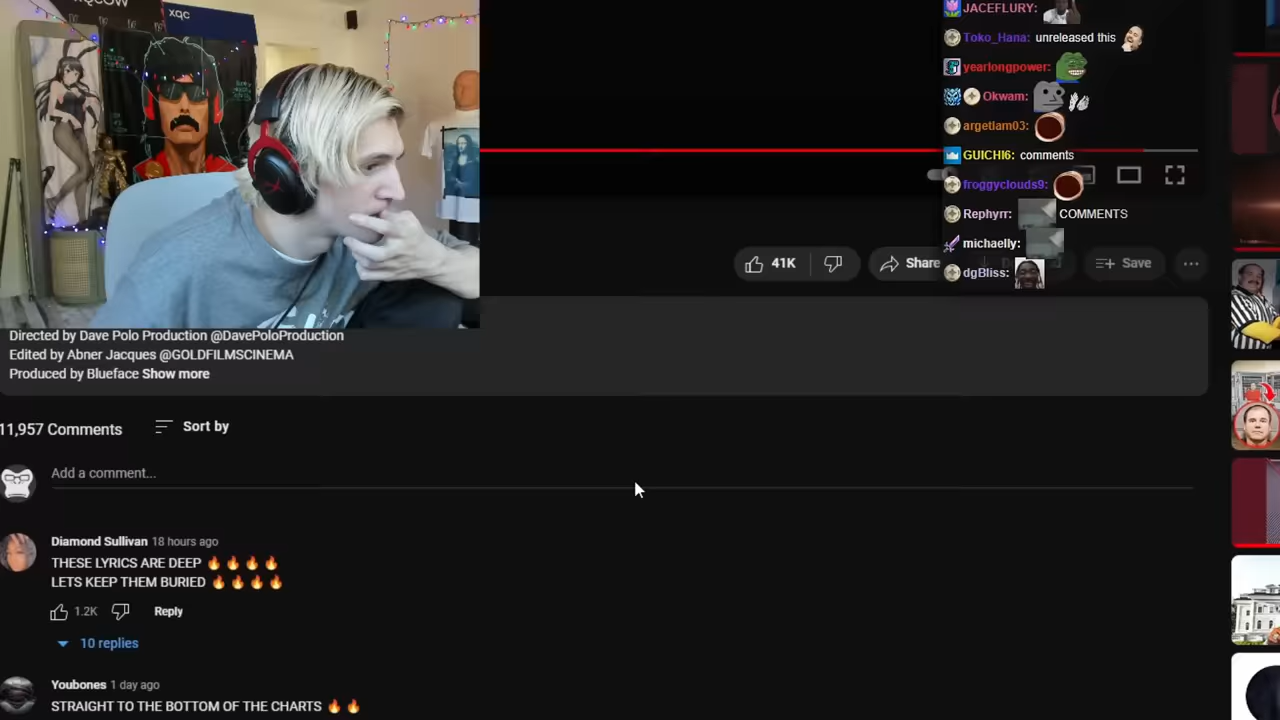 XQCOW
xqc
JACEFLURY:
Toko_Hana: unreleased this
yearlongpower:
Okwam:
argetlam03:
GUICHI6: comments
froggyclouds9:
Rephyrr: COMMENTS
michaelly:
dgBliss:
41K
Share
Save
Directed by Dave Polo Production @DavePoloProduction
Edited by Abner Jacques @GOLDFILMSCINEMA
Produced by Blueface Show more
11,957 Comments
Sort by
Add a comment...
Diamond Sullivan 18 hours ago
THESE LYRICS ARE DEEP 🔥🔥🔥🔥
LETS KEEP THEM BURIED 🔥🔥🔥🔥
1.2K
Reply
10 replies
Youbones 1 day ago
STRAIGHT TO THE BOTTOM OF THE CHARTS 🔥🔥